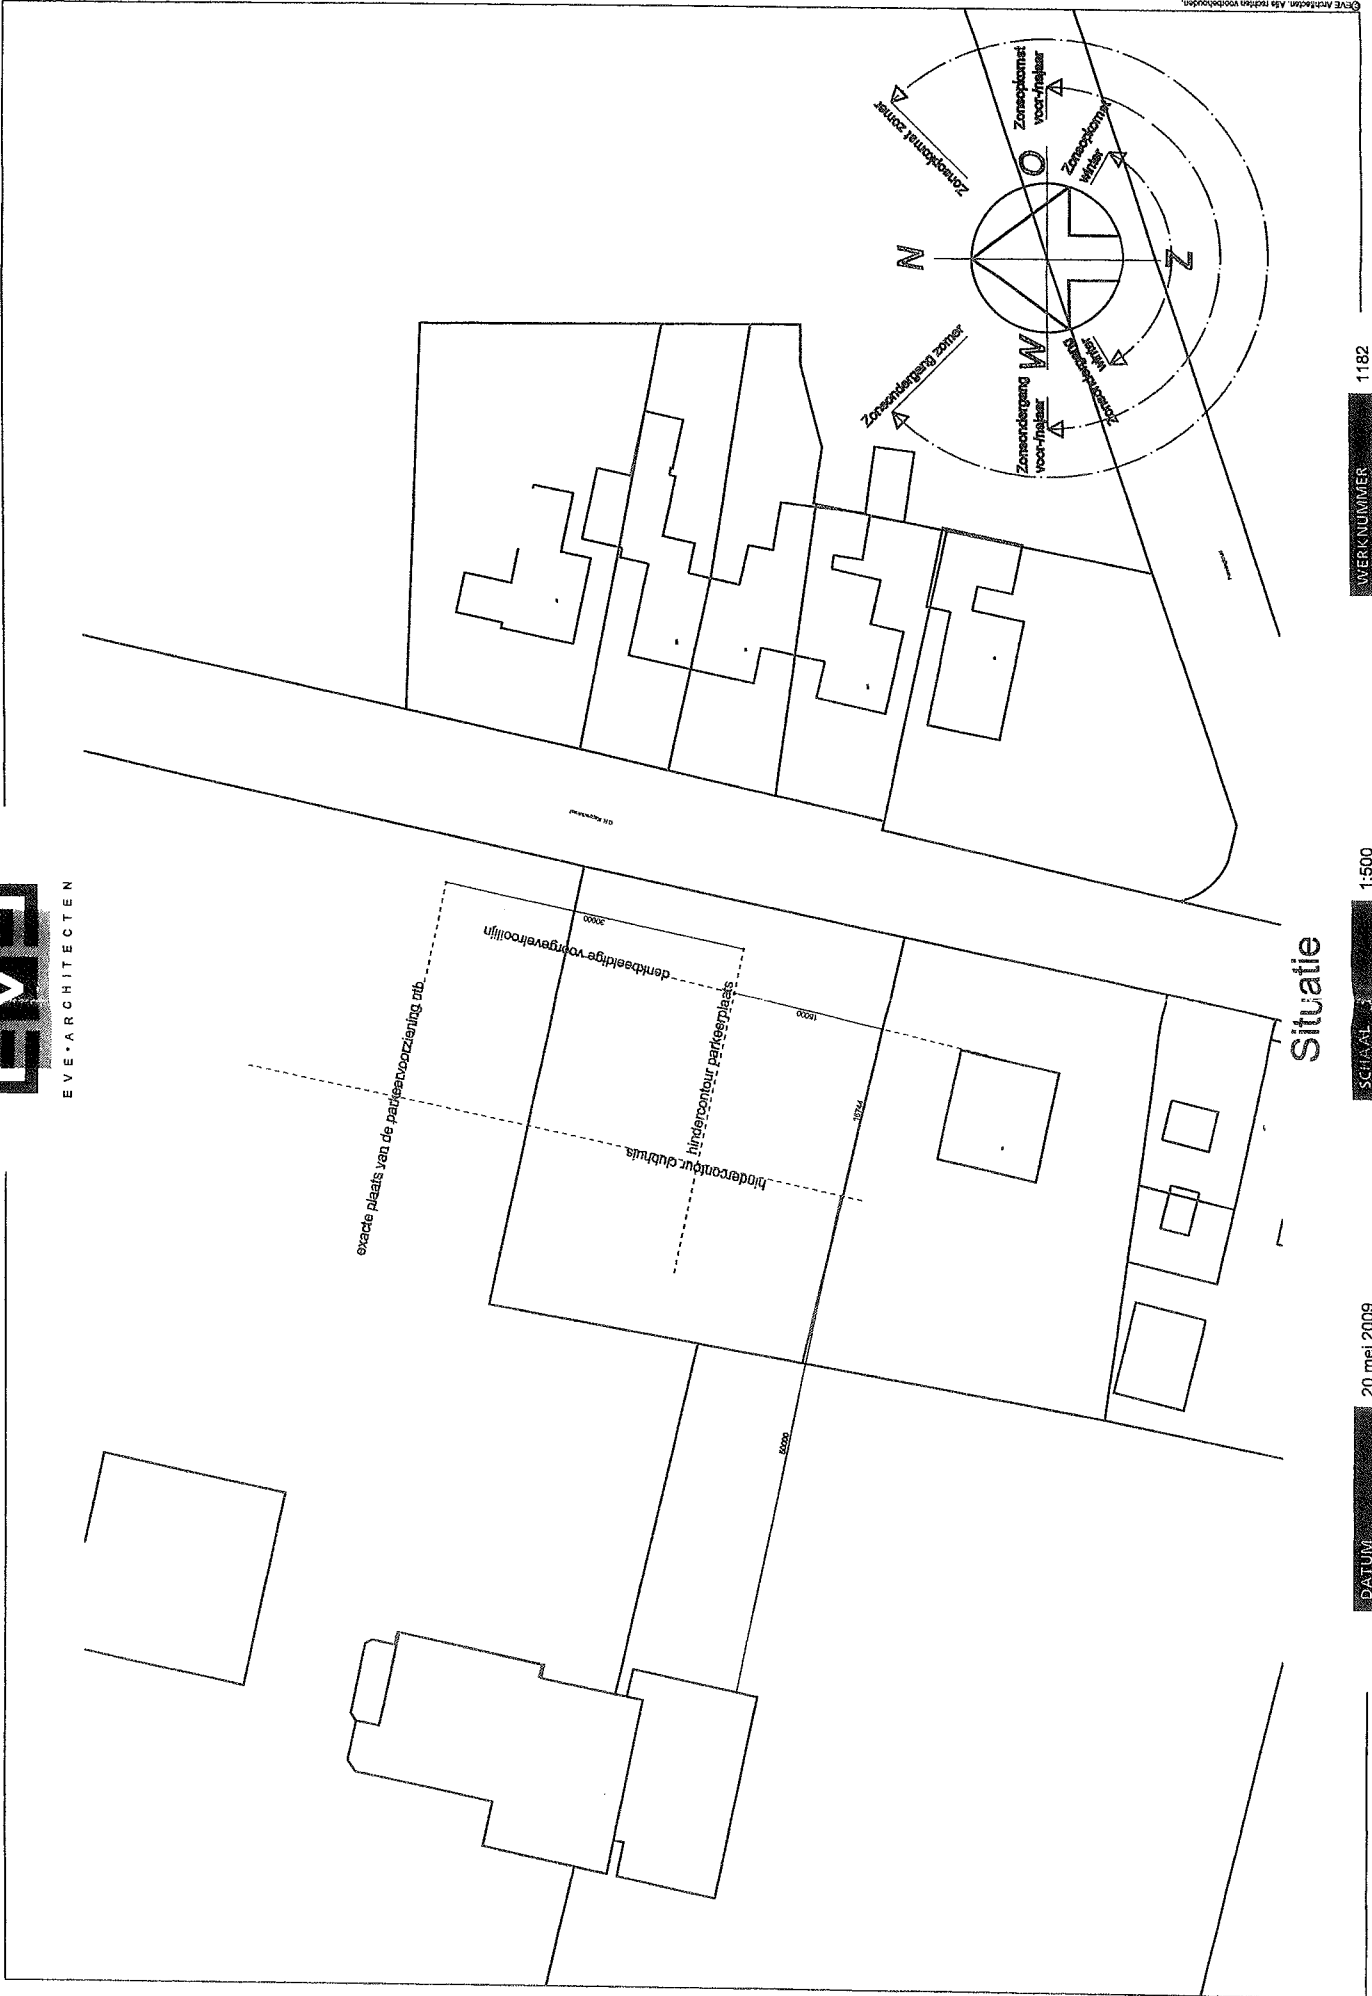 EVE
EVE-ARCHITECTEN
© EVE Architecten. Alle rechten voorbehouden.
N
O
Z
W
Zonsopkomst zomer
Zonsopkomst
voor-/najaar
Zonsopkomst
winter
Zonsondergang zomer
Zonsondergang
voor-/najaar
Zonsondergang
winter
exacte plaats van de parkeervoorziening ntb
denkbeeldige voorgevelrooilijn
30000
hindercontour parkeerplaats
hindercontour clubhuis
50000
Situatie
DATUM
20 mei 2009
SCHAAL
1:500
WERKNUMMER
1182